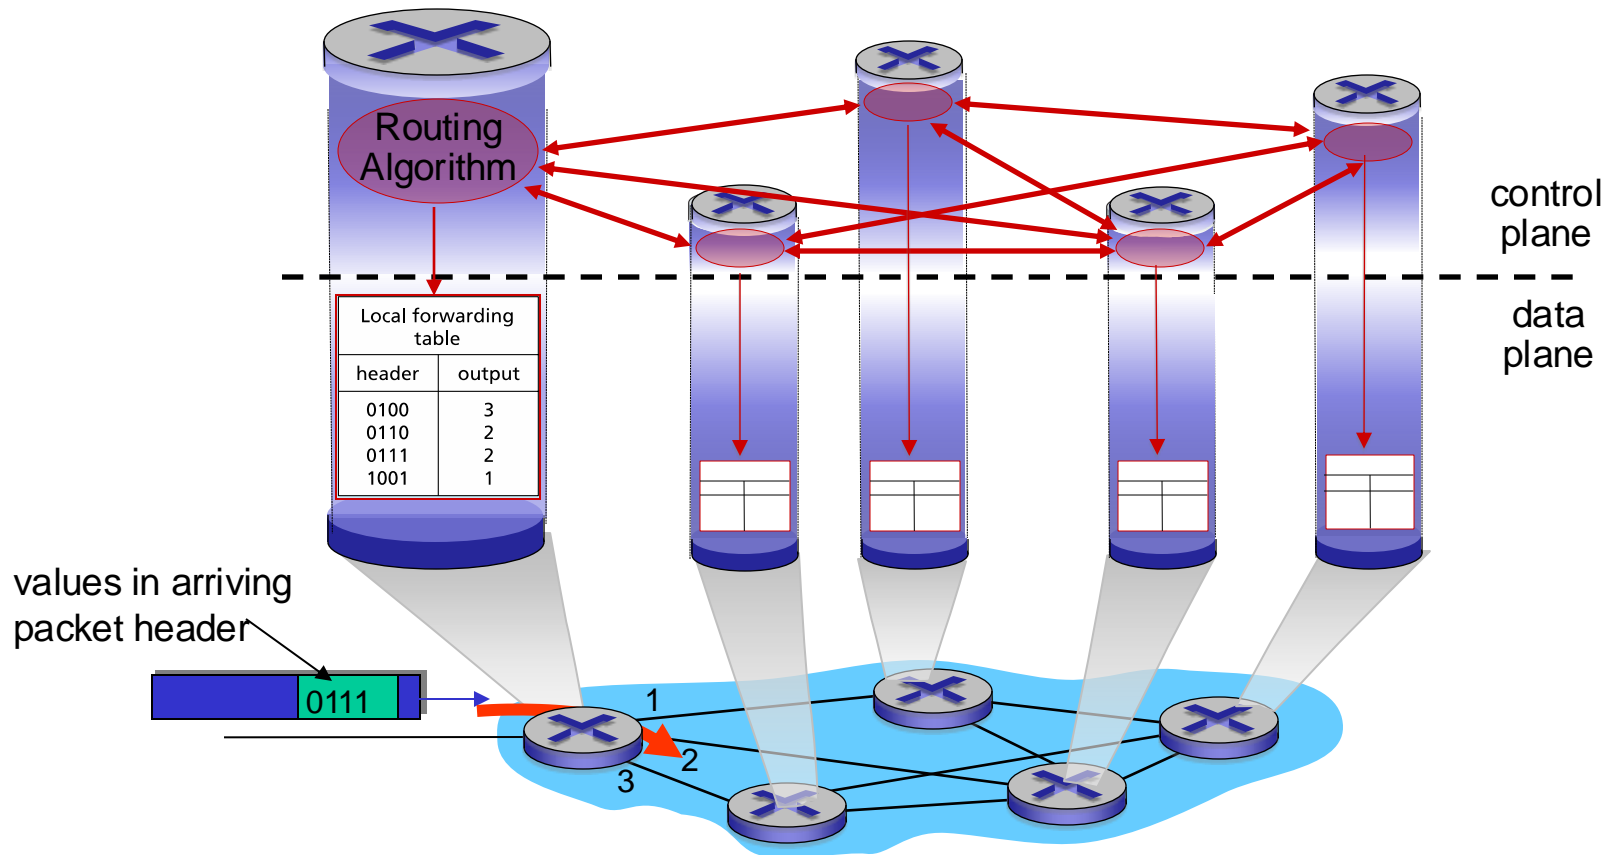 Routing
Algorithm
control
plane
data
plane
Local forwarding
table
header output
0100 3
0110 2
0111 2
1001 1
values in arriving
packet header
0111
1
2
3